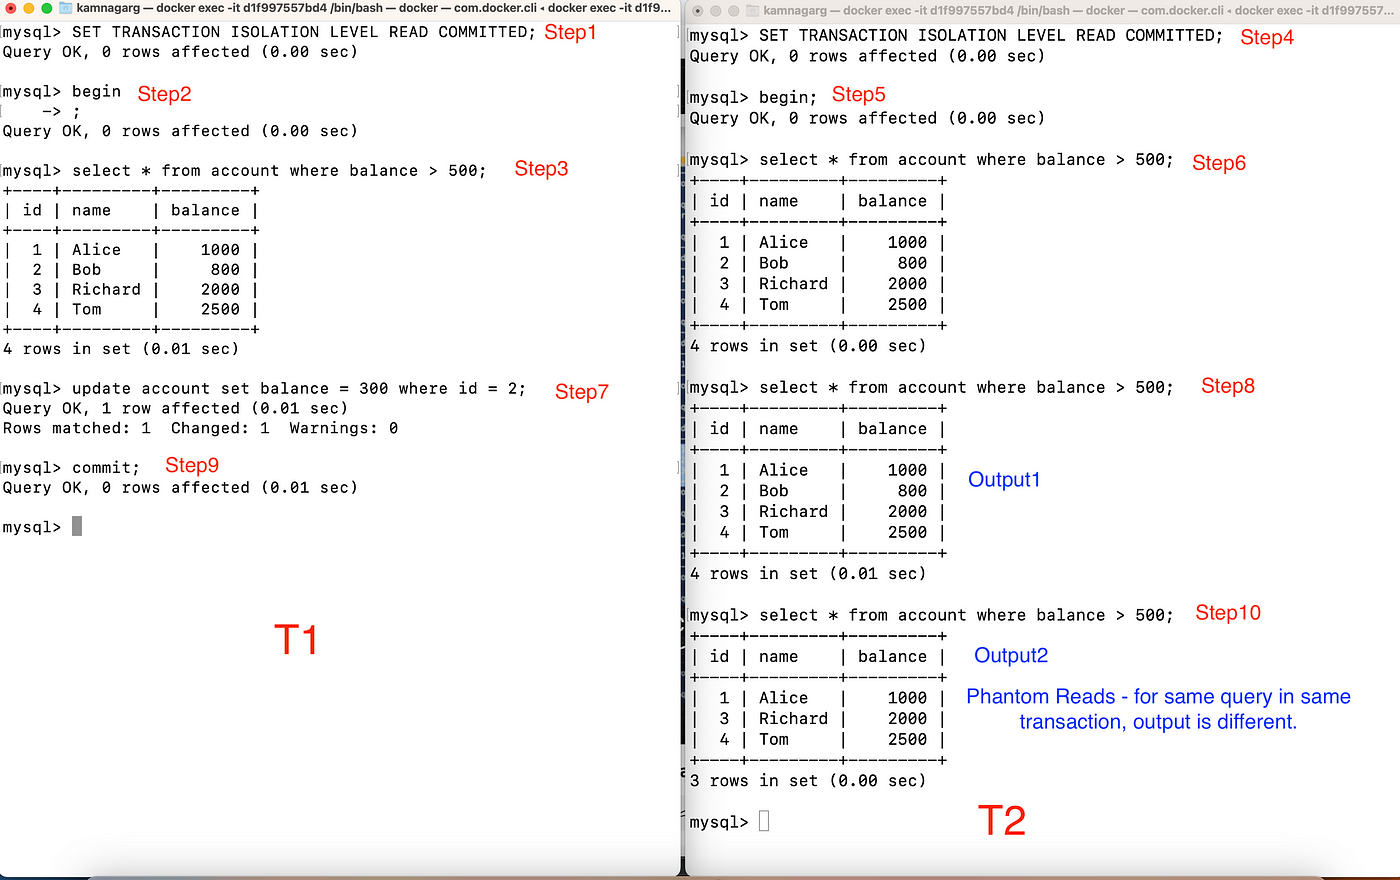 kamnagarg — docker exec -it d1f997557bd4 /bin/bash — docker — com.docker.cli ◂ docker exec -it d1f9...
mysql> SET TRANSACTION ISOLATION LEVEL READ COMMITTED; Step1
Query OK, 0 rows affected (0.00 sec)
mysql> begin Step2
    -> ;
Query OK, 0 rows affected (0.00 sec)
mysql> select * from account where balance > 500; Step3
+----+---------+---------+
| id | name    | balance |
+----+---------+---------+
|  1 | Alice   |    1000 |
|  2 | Bob     |     800 |
|  3 | Richard |    2000 |
|  4 | Tom     |    2500 |
+----+---------+---------+
4 rows in set (0.01 sec)
mysql> update account set balance = 300 where id = 2; Step7
Query OK, 1 row affected (0.01 sec)
Rows matched: 1  Changed: 1  Warnings: 0
mysql> commit; Step9
Query OK, 0 rows affected (0.01 sec)
mysql>
T1
kamnagarg — docker exec -it d1f997557bd4 /bin/bash — docker — com.docker.cli ◂ docker exec -it d1f997557...
mysql> SET TRANSACTION ISOLATION LEVEL READ COMMITTED; Step4
Query OK, 0 rows affected (0.00 sec)
mysql> begin; Step5
Query OK, 0 rows affected (0.00 sec)
mysql> select * from account where balance > 500; Step6
+----+---------+---------+
| id | name    | balance |
+----+---------+---------+
|  1 | Alice   |    1000 |
|  2 | Bob     |     800 |
|  3 | Richard |    2000 |
|  4 | Tom     |    2500 |
+----+---------+---------+
4 rows in set (0.00 sec)
mysql> select * from account where balance > 500; Step8
+----+---------+---------+
| id | name    | balance |
+----+---------+---------+
|  1 | Alice   |    1000 |
Output1
|  2 | Bob     |     800 |
|  3 | Richard |    2000 |
|  4 | Tom     |    2500 |
+----+---------+---------+
4 rows in set (0.01 sec)
mysql> select * from account where balance > 500; Step10
+----+---------+---------+
| id | name    | balance | Output2
+----+---------+---------+
|  1 | Alice   |    1000 | Phantom Reads - for same query in same
|  3 | Richard |    2000 | transaction, output is different.
|  4 | Tom     |    2500 |
+----+---------+---------+
3 rows in set (0.00 sec)
mysql>
T2